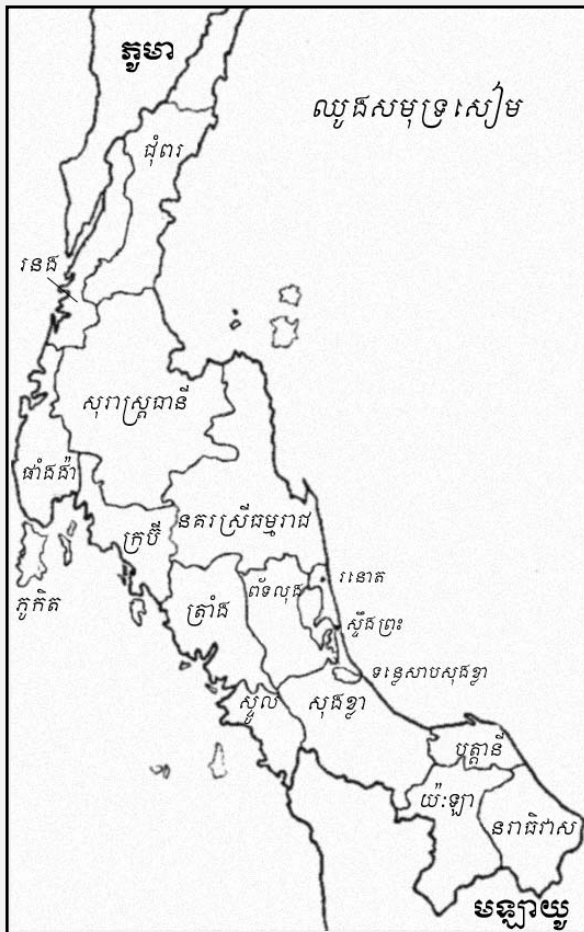 ភូមា
ឈូងសមុទ្រសៀម
ជុំពរ
រនង
សុរាស្ត្រធានី
ផាំងង៉ា
ក្របី
នគរស្រីធម្មរាជ
ភូកិត
ត្រាំង
ព័ទលុង
រនោត
ស្ទឹងព្រះ
ទន្លេសាបសុងខ្លា
ស្ទូល
សុងខ្លា
បត្តានី
យ៉ៈឡា
នរាធិវាស
មឡាយូ